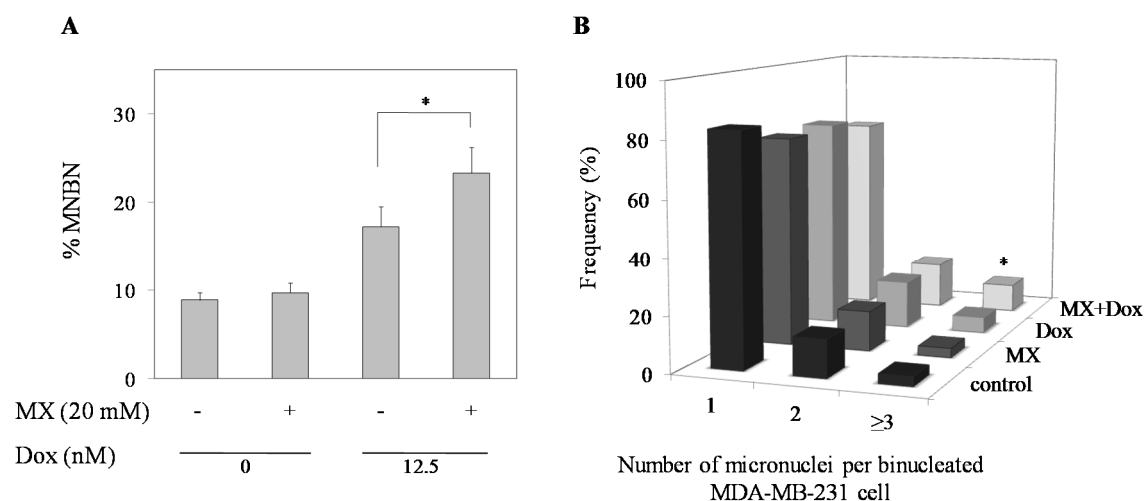 A
% MNBN
30
20
10
0
*
MX (20 mM) - + - +
Dox (nM) 0 12.5
B
Frequency (%)
100
80
60
40
20
0
*
MX+Dox
Dox
MX
control
1 2 ≥3
Number of micronuclei per binucleated
MDA-MB-231 cell